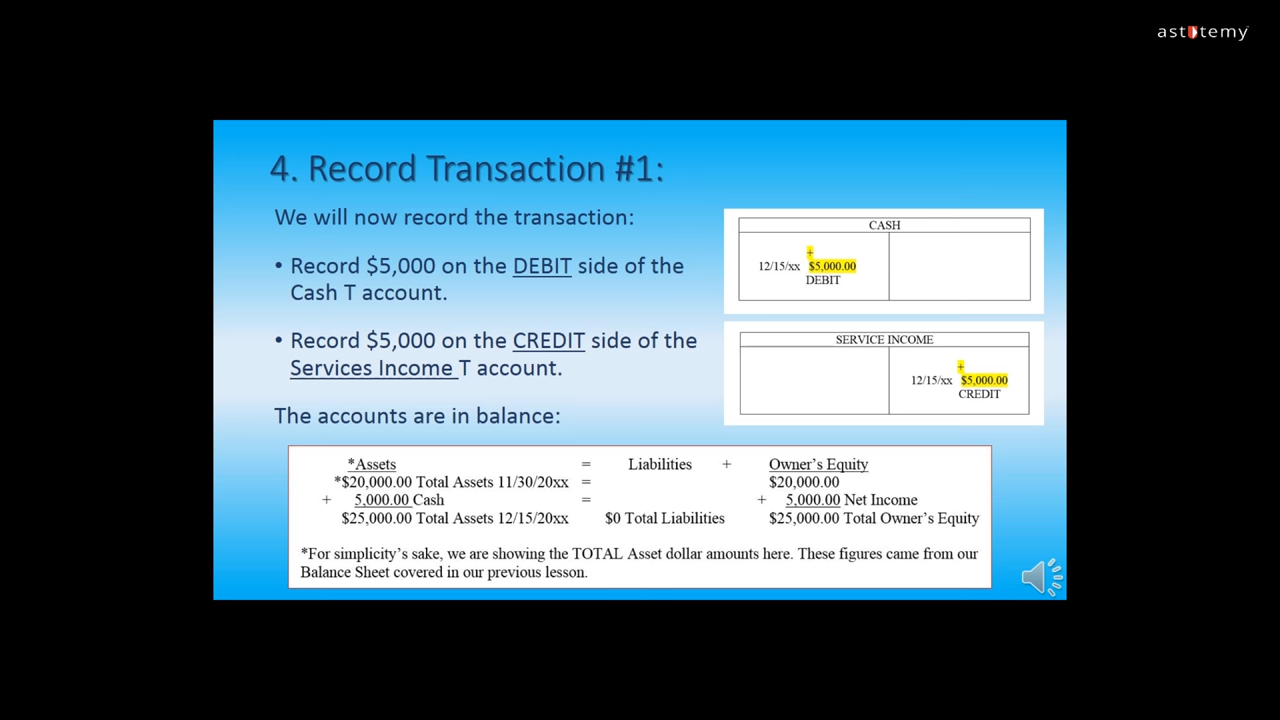 astutemy
4. Record Transaction #1:
We will now record the transaction:
• Record $5,000 on the DEBIT side of the
Cash T account.
• Record $5,000 on the CREDIT side of the
Services Income T account.
The accounts are in balance:
CASH
+
12/15/xx $5,000.00
DEBIT
SERVICE INCOME
+
12/15/xx $5,000.00
CREDIT
*Assets = Liabilities + Owner's Equity
*$20,000.00 Total Assets 11/30/20xx = $20,000.00
+ 5,000.00 Cash = + 5,000.00 Net Income
$25,000.00 Total Assets 12/15/20xx $0 Total Liabilities $25,000.00 Total Owner's Equity
*For simplicity's sake, we are showing the TOTAL Asset dollar amounts here. These figures came from our
Balance Sheet covered in our previous lesson.